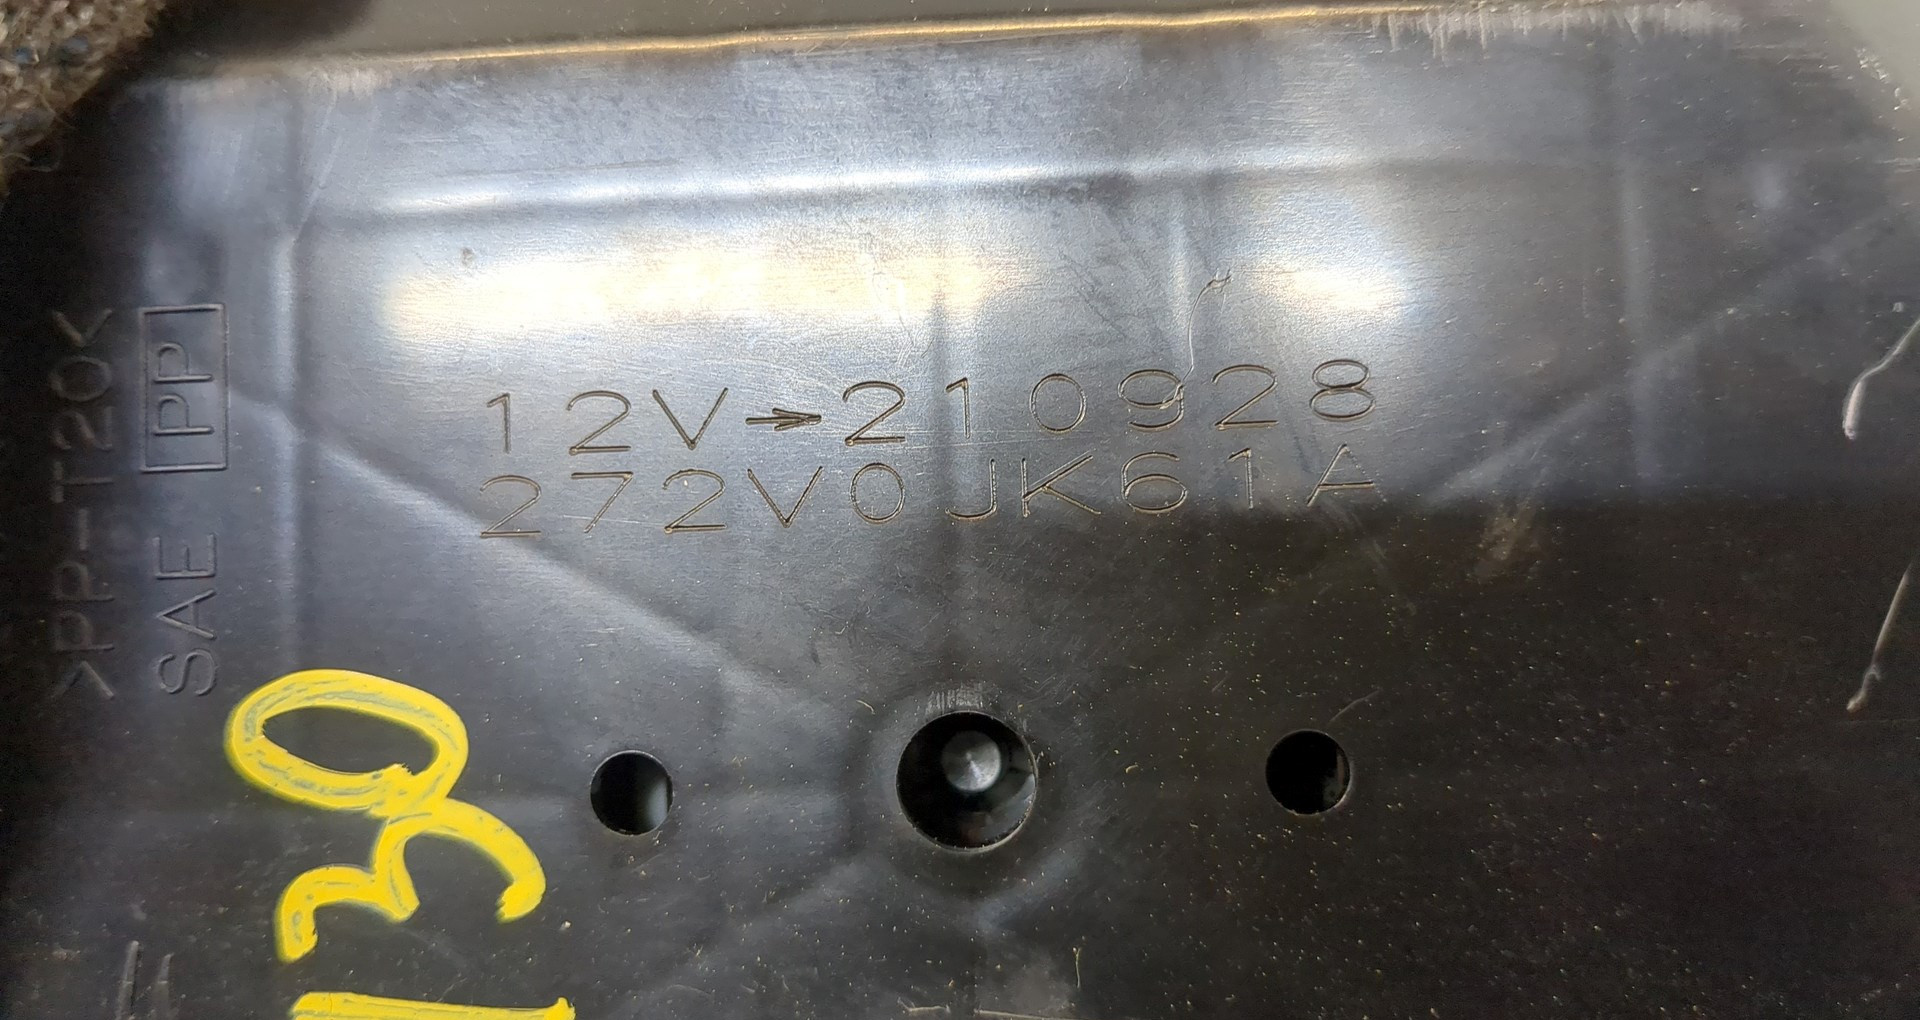 12V→210928
272V0JK61A
>PP-T20<
SAE PP